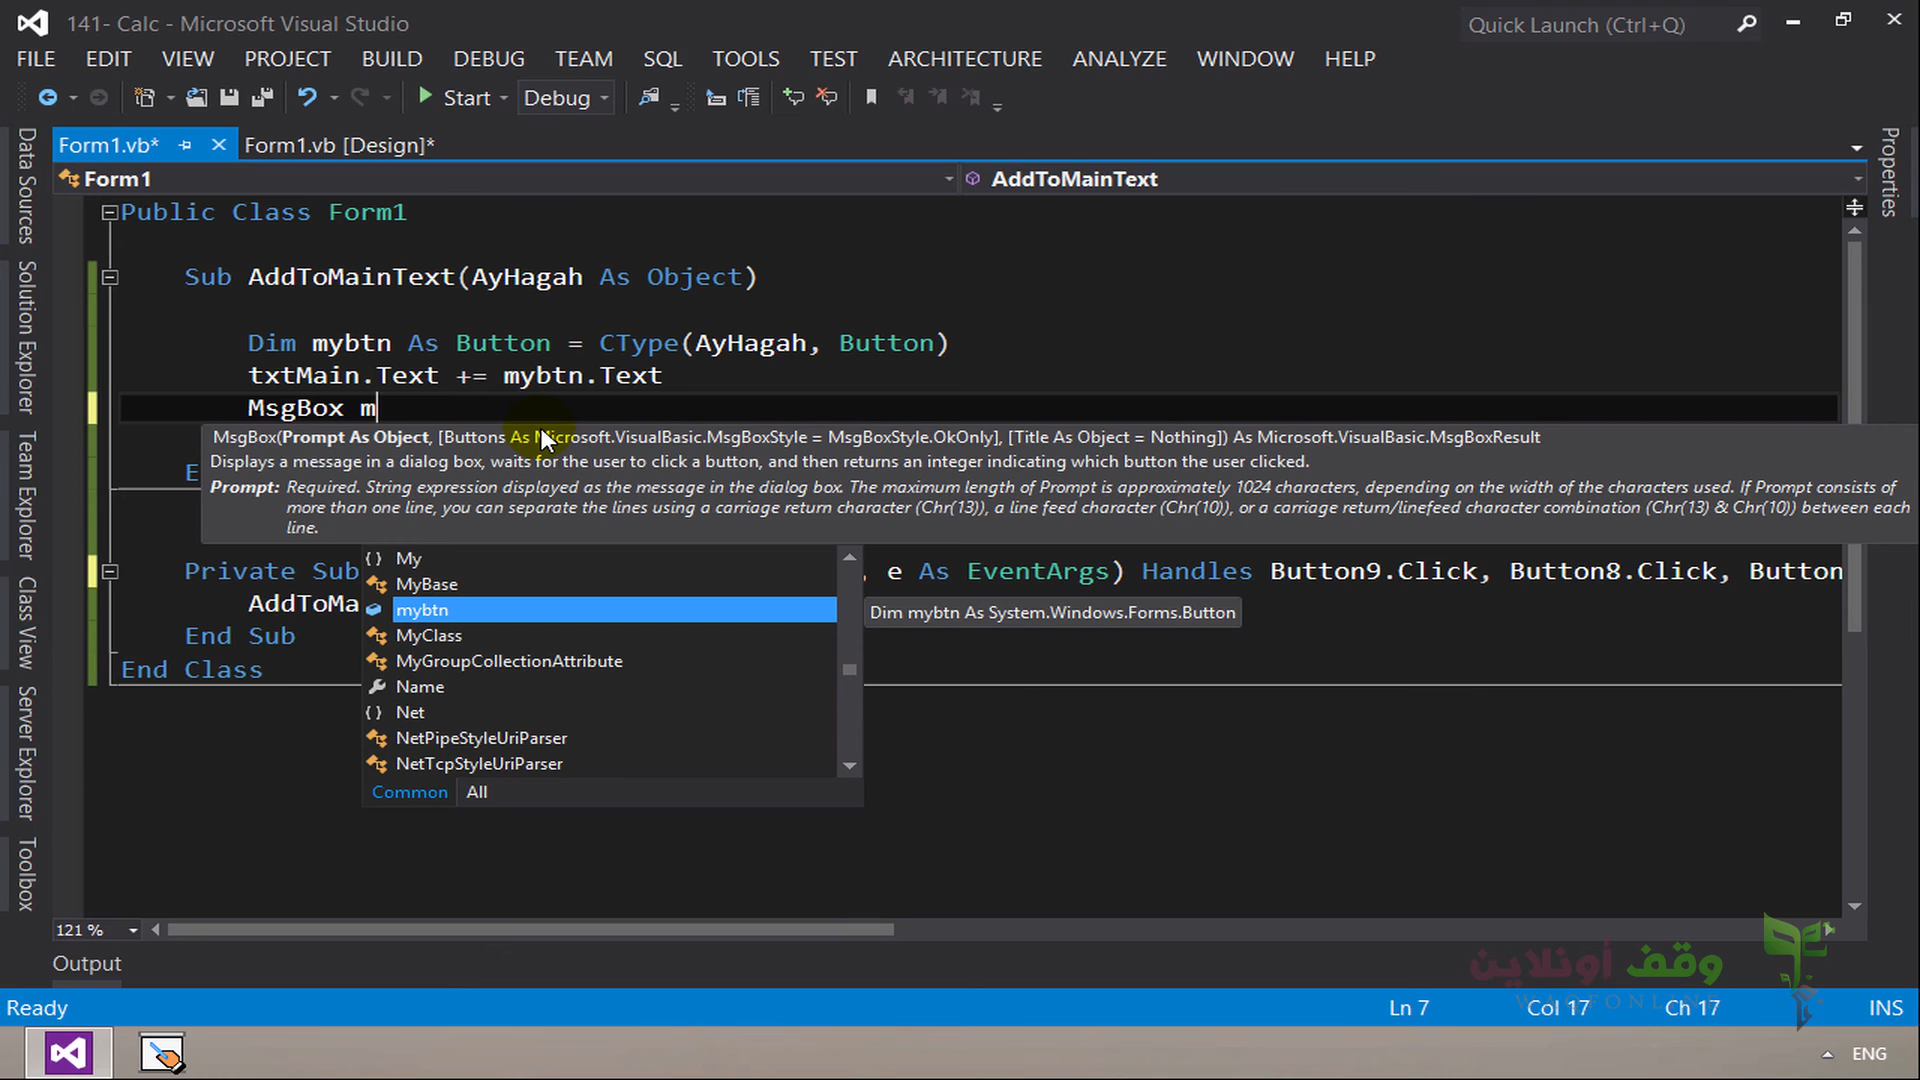 141- Calc - Microsoft Visual Studio
Quick Launch (Ctrl+Q)
FILE EDIT VIEW PROJECT BUILD DEBUG TEAM SQL TOOLS TEST ARCHITECTURE ANALYZE WINDOW HELP
Start Debug
Form1.vb* Form1.vb [Design]*
Form1 AddToMainText
Data Sources
Solution Explorer
Team Explorer
Class View
Server Explorer
Toolbox
Properties
Public Class Form1
Sub AddToMainText(AyHagah As Object)
Dim mybtn As Button = CType(AyHagah, Button)
txtMain.Text += mybtn.Text
MsgBox m
MsgBox(Prompt As Object, [Buttons As Microsoft.VisualBasic.MsgBoxStyle = MsgBoxStyle.OkOnly], [Title As Object = Nothing]) As Microsoft.VisualBasic.MsgBoxResult
Displays a message in a dialog box, waits for the user to click a button, and then returns an integer indicating which button the user clicked.
Prompt: Required. String expression displayed as the message in the dialog box. The maximum length of Prompt is approximately 1024 characters, depending on the width of the characters used. If Prompt consists of
more than one line, you can separate the lines using a carriage return character (Chr(13)), a line feed character (Chr(10)), or a carriage return/linefeed character combination (Chr(13) & Chr(10)) between each
line.
E
My
MyBase
mybtn
MyClass
MyGroupCollectionAttribute
Name
Net
NetPipeStyleUriParser
NetTcpStyleUriParser
Common All
Dim mybtn As System.Windows.Forms.Button
Private Sub , e As EventArgs) Handles Button9.Click, Button8.Click, Button
AddToMa
End Sub
End Class
121 %
Output
وقف أونلاين
WAQFONLINE
Ready Ln 7 Col 17 Ch 17 INS
ENG